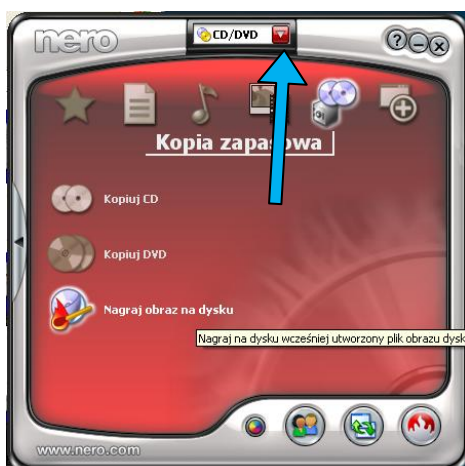 nero
CD/DVD
Kopia zapasowa
Kopiuj CD
Kopiuj DVD
Nagraj obraz na dysku
Nagraj na dysku wcześniej utworzony plik obrazu dysk
www.nero.com